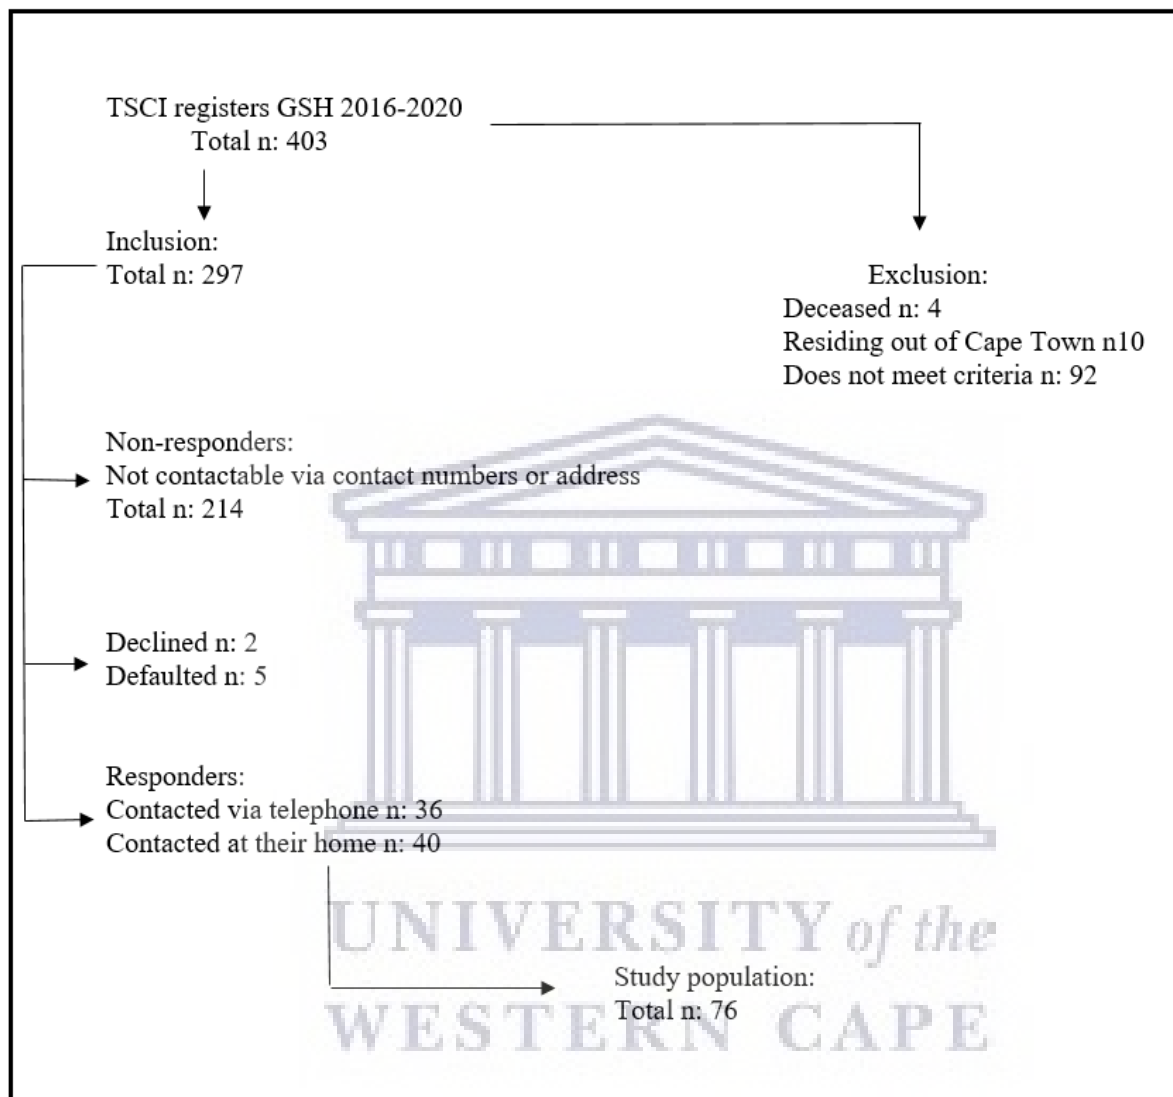 TSCI registers GSH 2016-2020
Total n: 403
Inclusion:
Total n: 297
Exclusion:
Deceased n: 4
Residing out of Cape Town n10
Does not meet criteria n: 92
Non-responders:
Not contactable via contact numbers or address
Total n: 214
Declined n: 2
Defaulted n: 5
Responders:
Contacted via telephone n: 36
Contacted at their home n: 40
UNIVERSITY of the
Study population:
Total n: 76
WESTERN CAPE